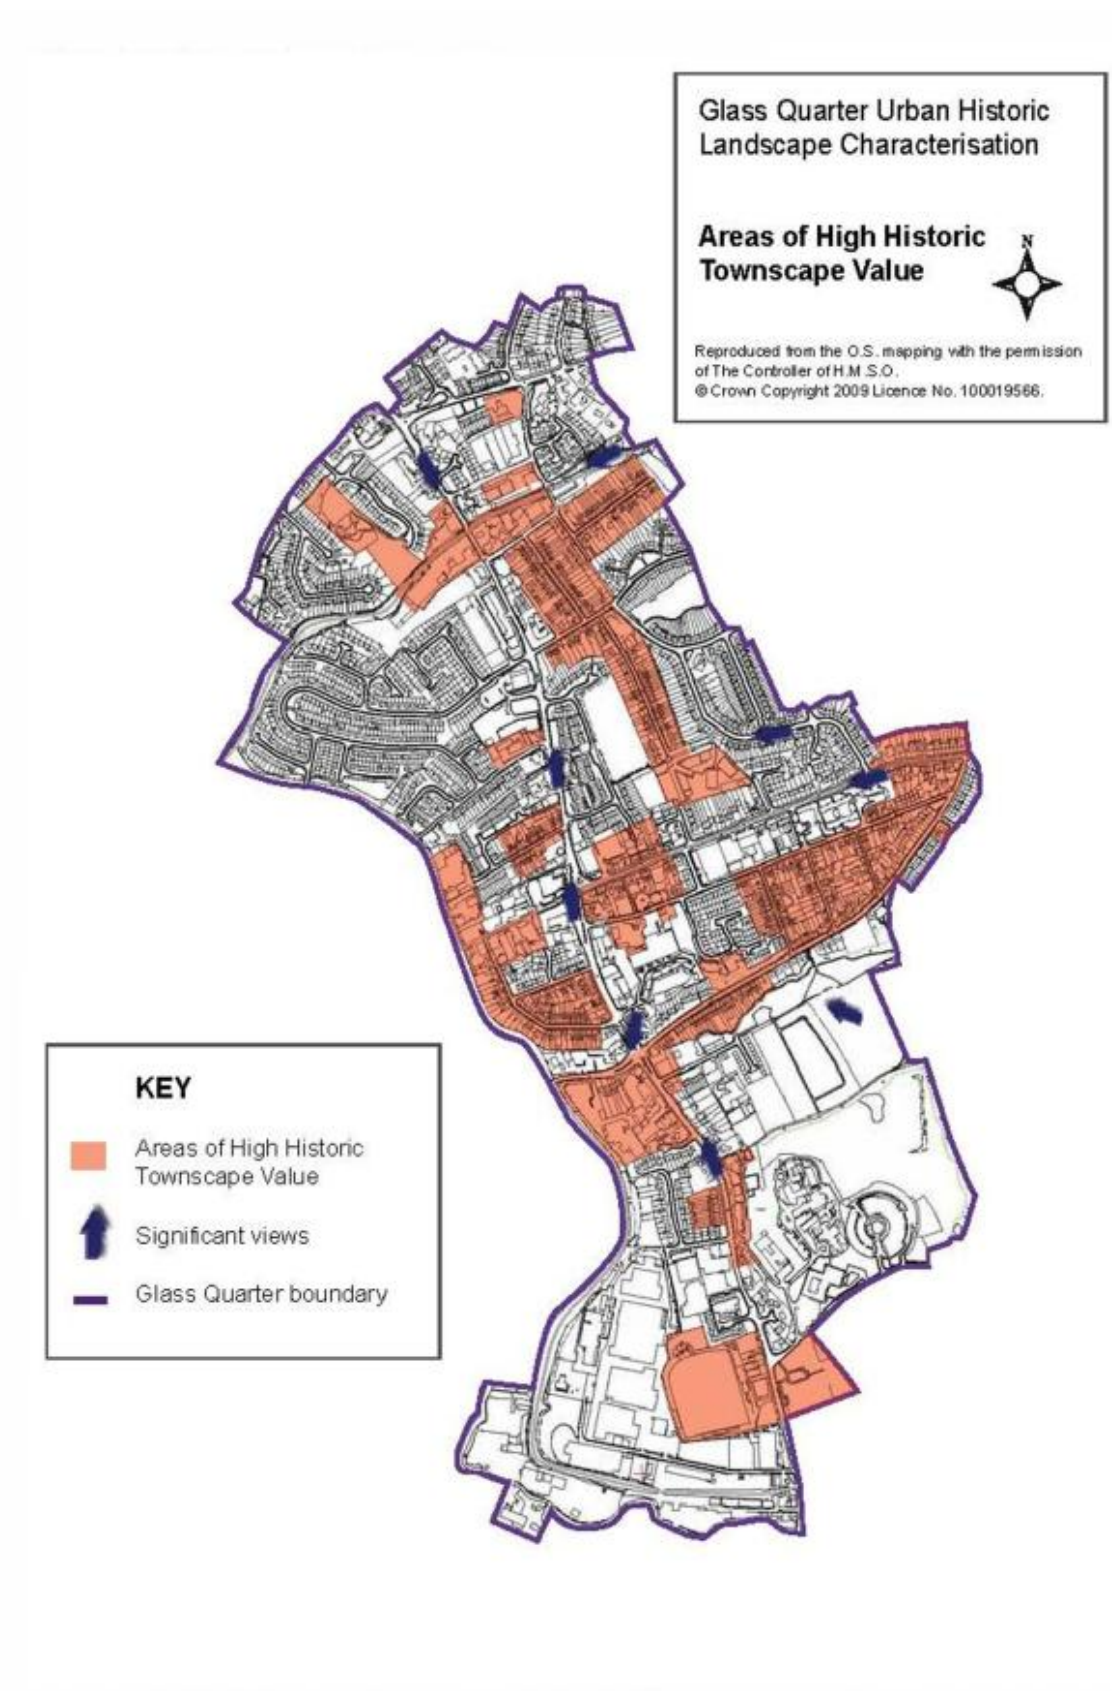 Glass Quarter Urban Historic
Landscape Characterisation
Areas of High Historic
Townscape Value
N
Reproduced from the O.S. mapping with the permission
of The Controller of H.M.S.O.
© Crown Copyright 2009 Licence No. 100019566.
KEY
Areas of High Historic
Townscape Value
Significant views
Glass Quarter boundary